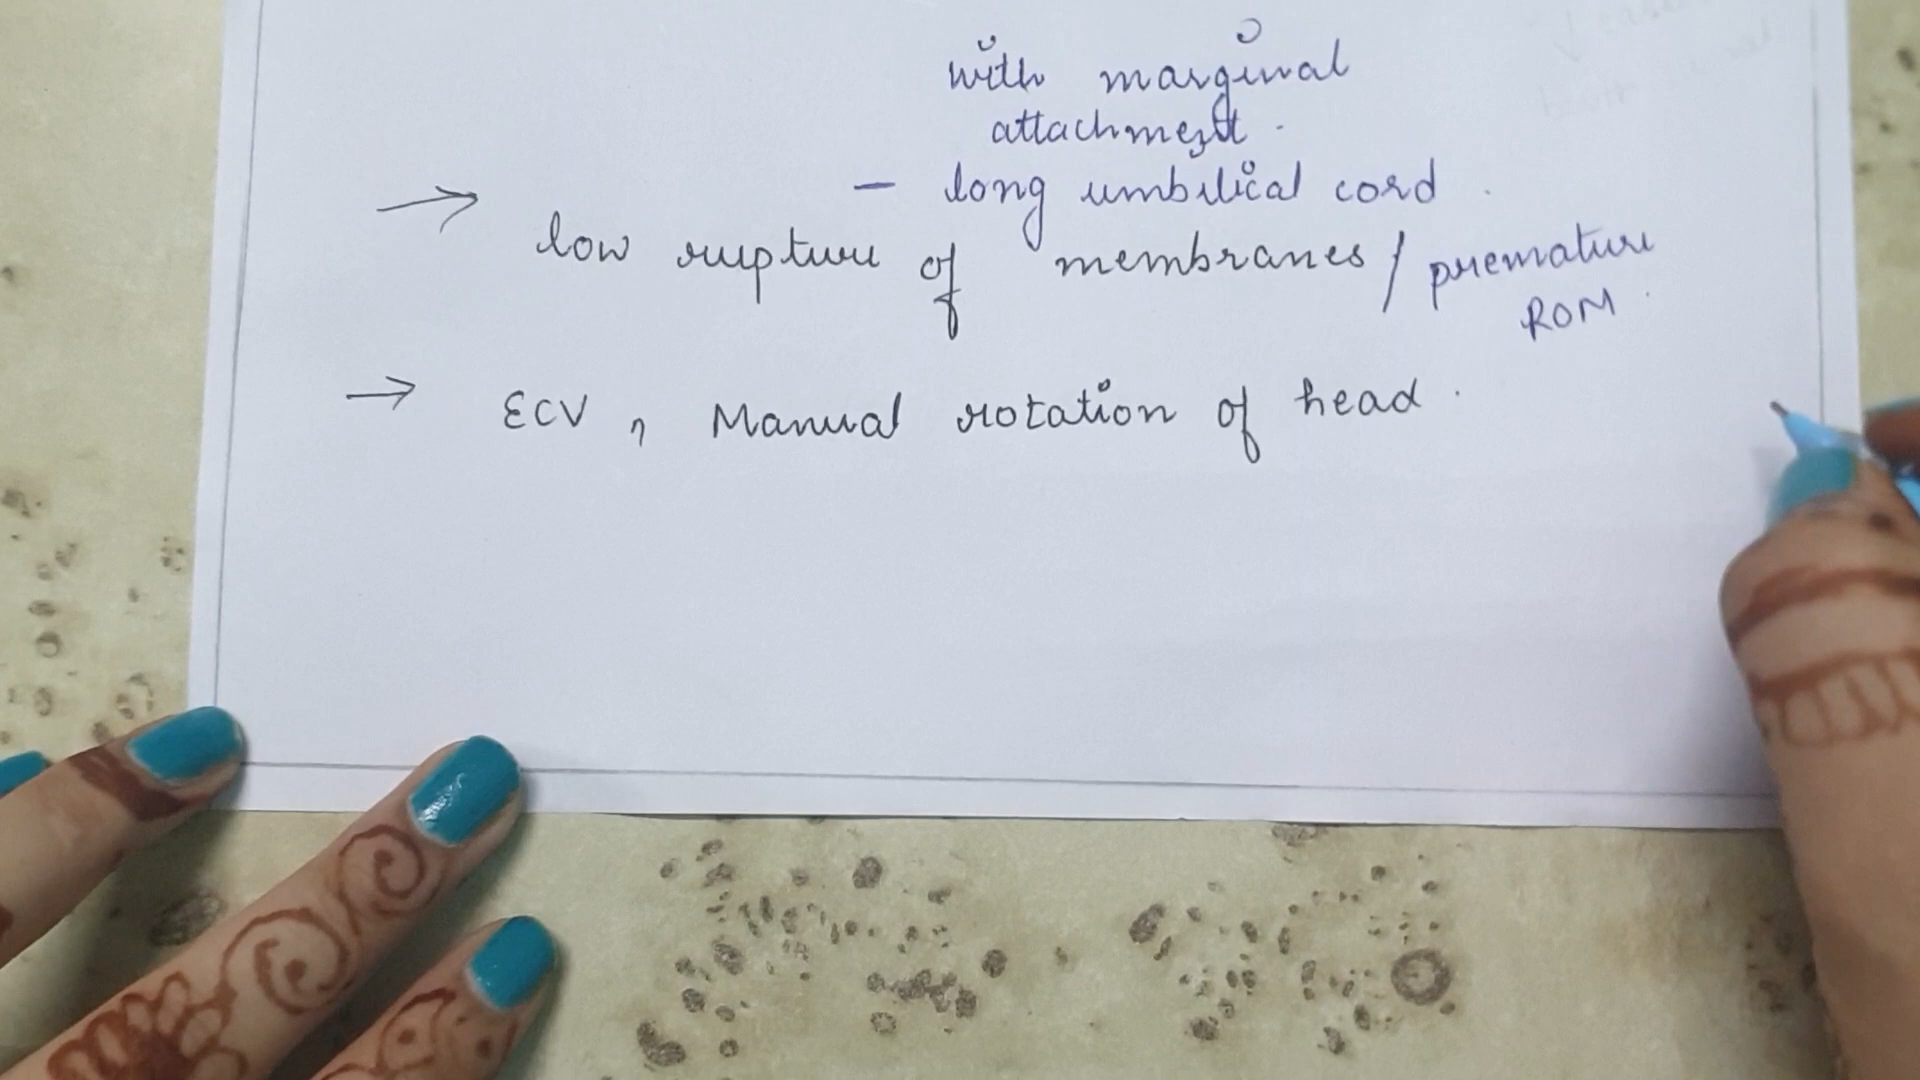 with marginal
attachment.
- long umbilical cord.
→ low rupture of membranes / premature
ROM.
→ ECV, Manual rotation of head.